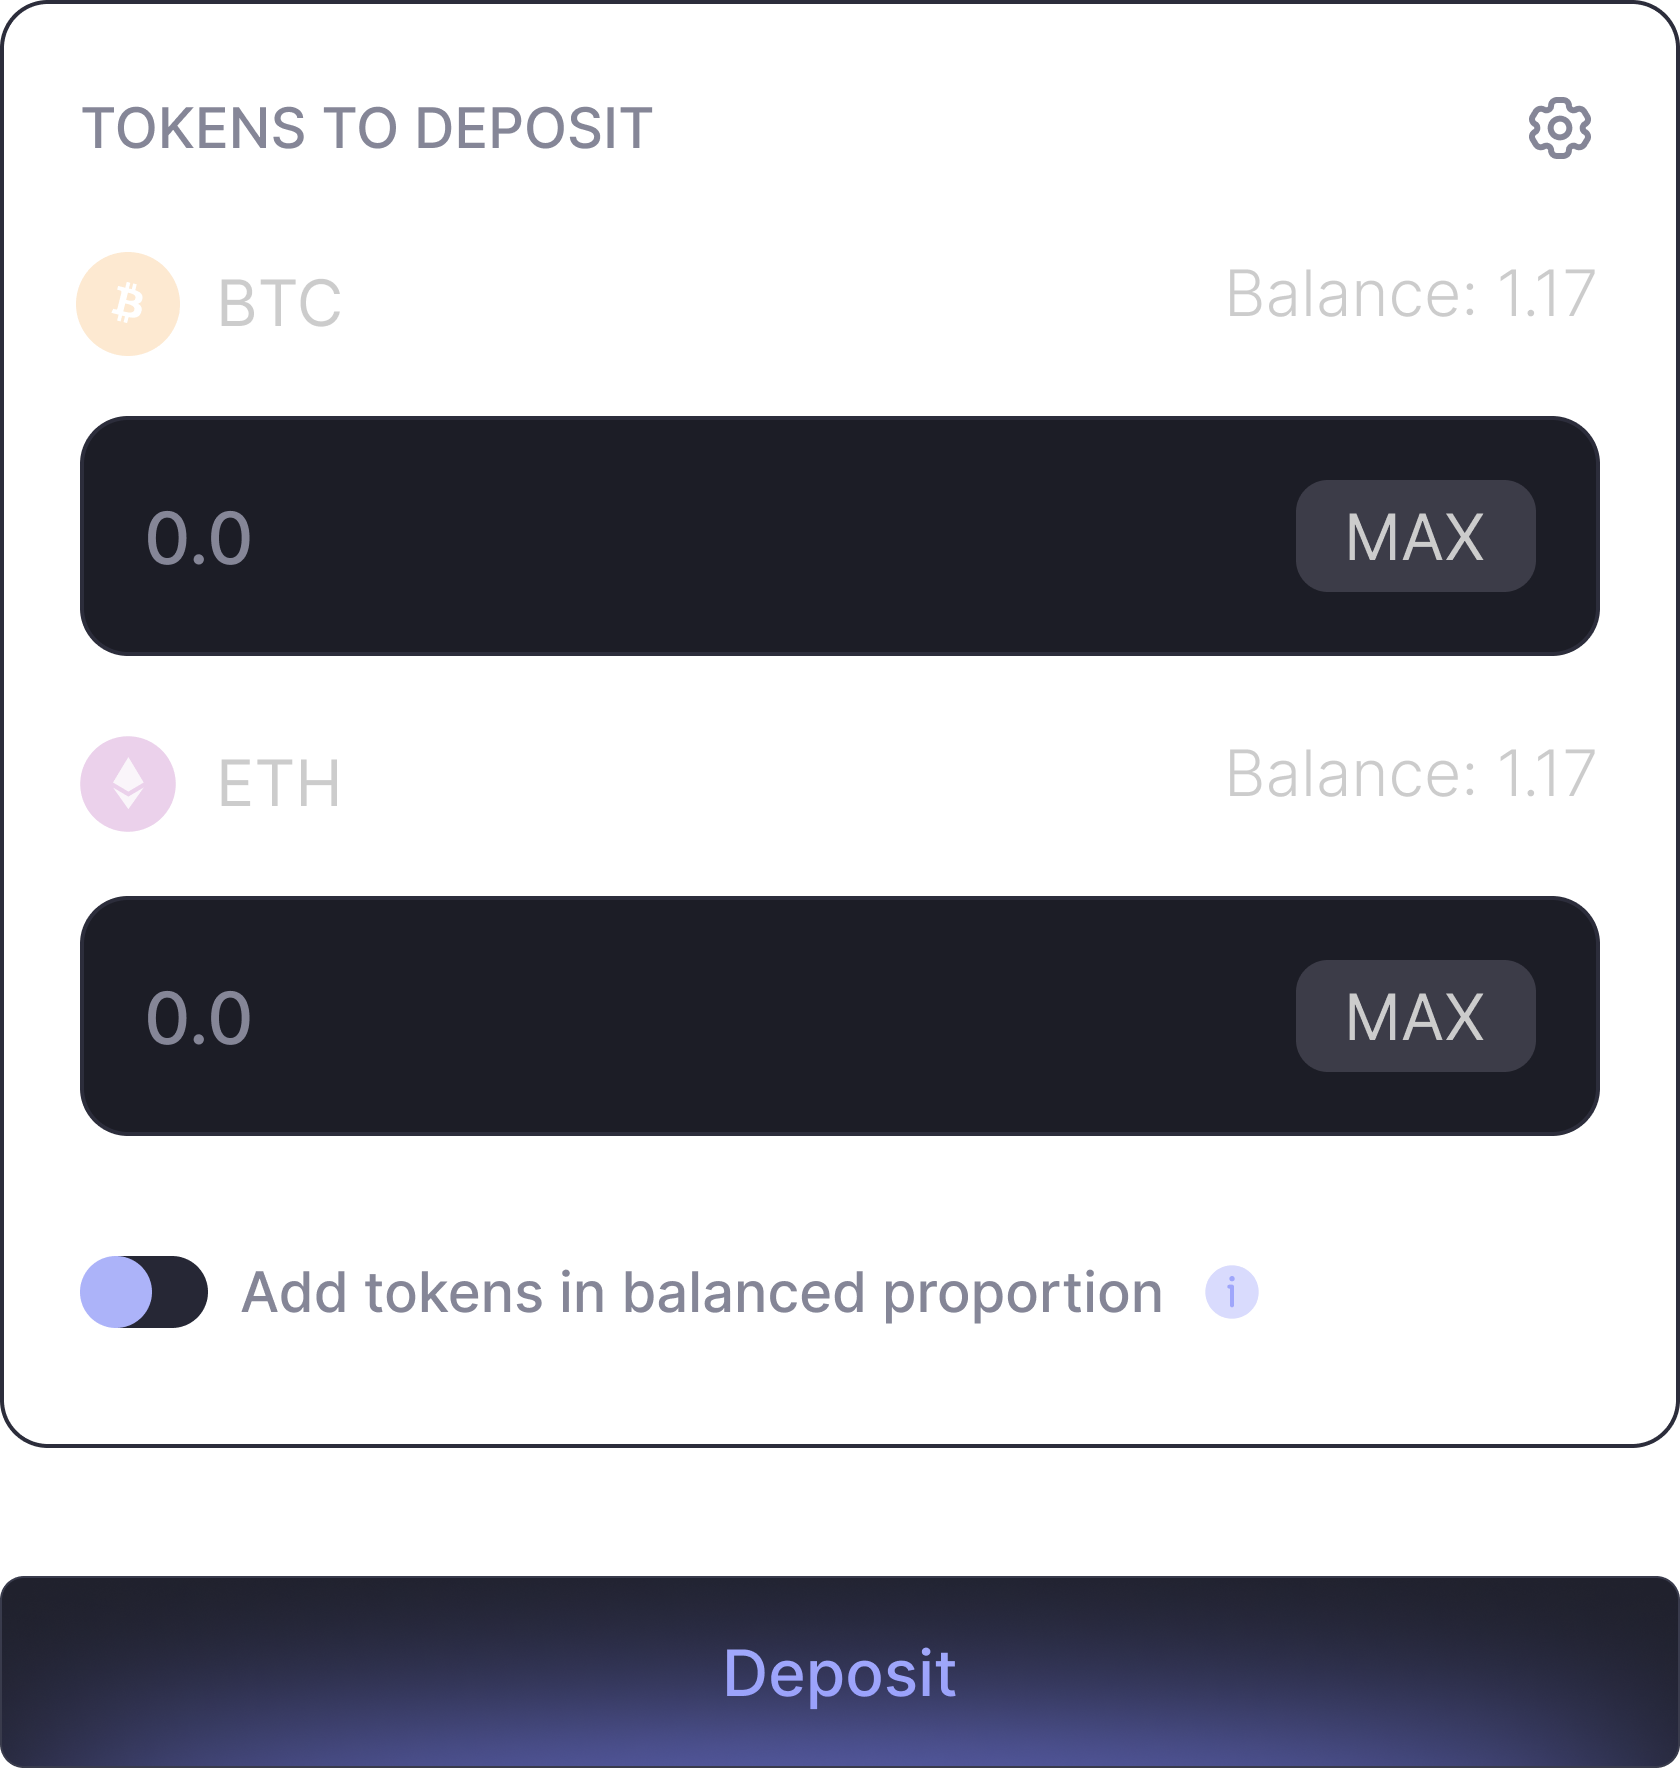 TOKENS TO DEPOSIT
BTC
Balance: 1.17
0.0
MAX
ETH
Balance: 1.17
0.0
MAX
Add tokens in balanced proportion
i
Deposit